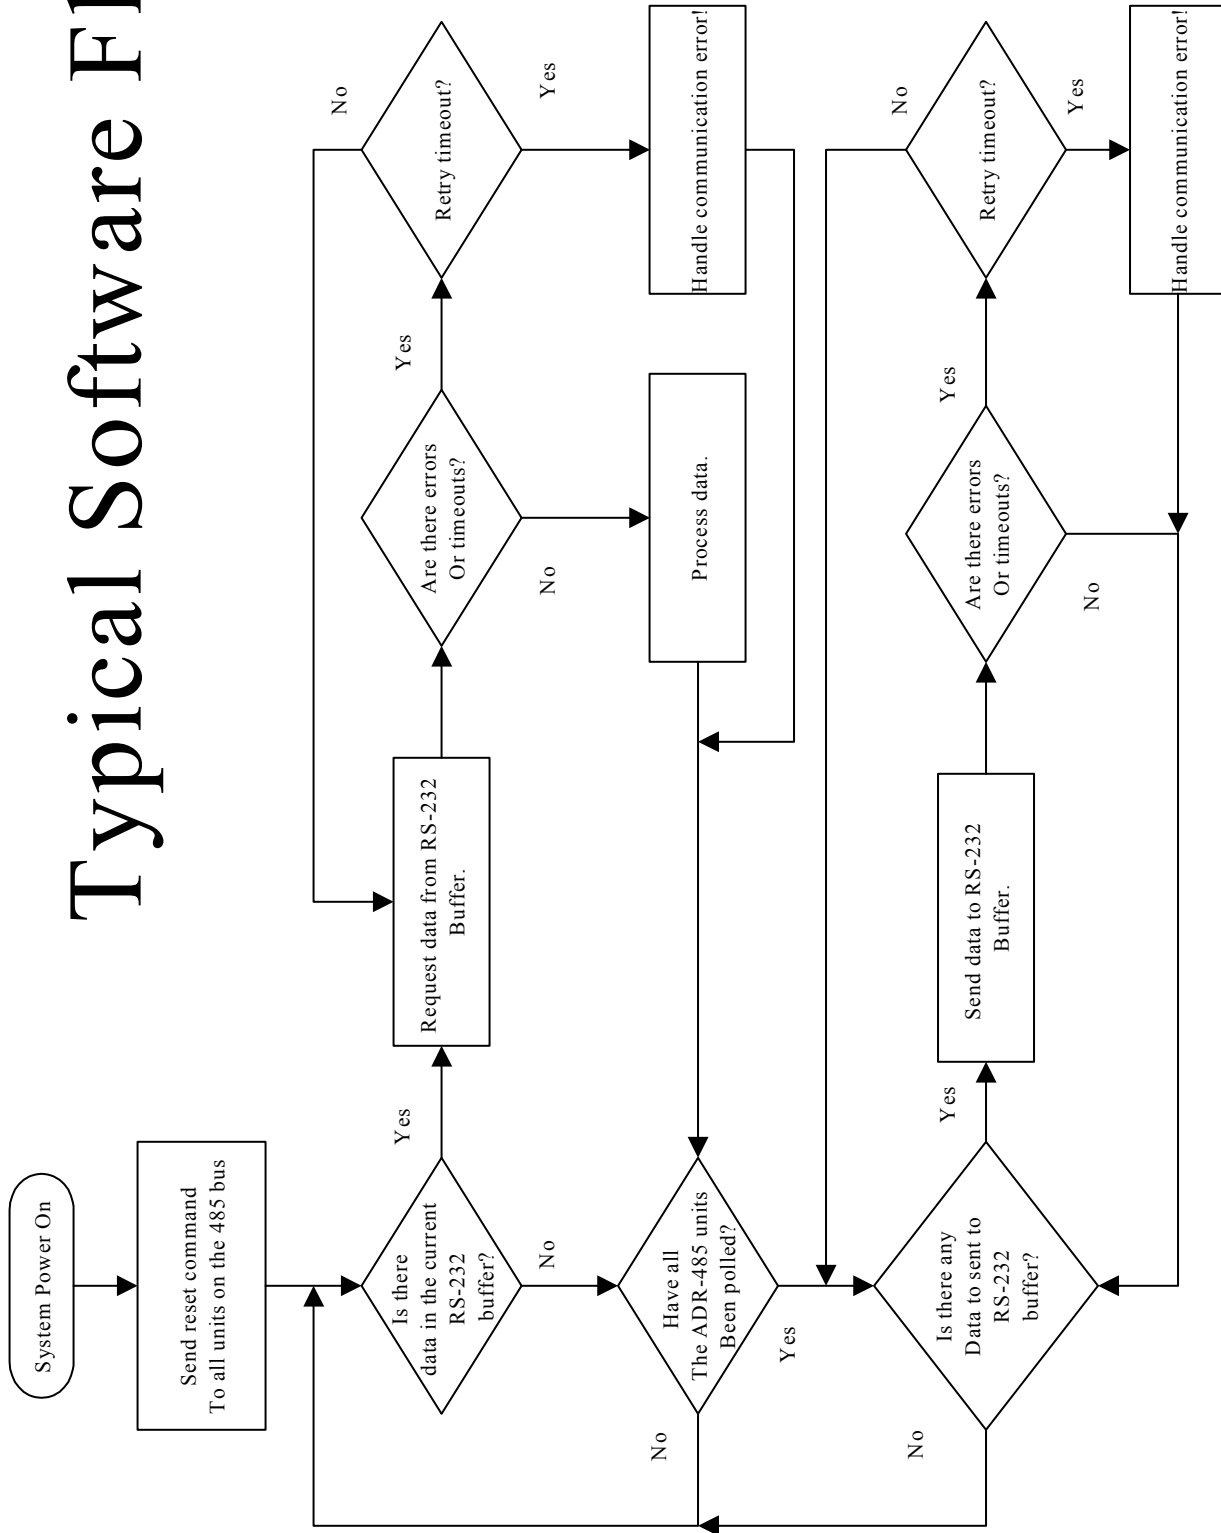 Typical Software Fl
System Power On
Send reset command
To all units on the 485 bus
Is there
data in the current
RS-232
buffer?
Yes
No
Request data from RS-232
Buffer.
Are there errors
Or timeouts?
Yes
No
Retry timeout?
No
Yes
Handle communication error!
Process data.
Have all
The ADR-485 units
Been polled?
No
Yes
Is there any
Data to sent to
RS-232
buffer?
No
Yes
Send data to RS-232
Buffer.
Are there errors
Or timeouts?
Yes
No
Retry timeout?
No
Yes
Handle communication error!